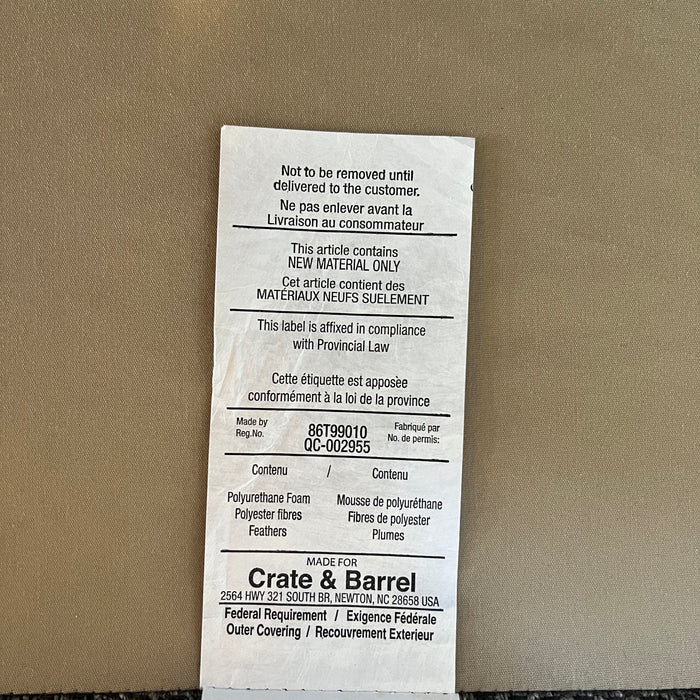 Not to be removed until
delivered to the customer.
Ne pas enlever avant la
Livraison au consommateur
This article contains
NEW MATERIAL ONLY
Cet article contient des
MATÉRIAUX NEUFS SUELEMENT
This label is affixed in compliance
with Provincial Law
Cette étiquette est apposèe
conformément à la loi de la province
Made by
Reg.No.
86T99010
QC-002955
Fabriqué par
No. de permis:
Contenu / Contenu
Polyurethane Foam Mousse de polyuréthane
Polyester fibres Fibres de polyester
Feathers Plumes
MADE FOR
Crate & Barrel
2564 HWY 321 SOUTH BR, NEWTON, NC 28658 USA
Federal Requirement / Exigence Fédérale
Outer Covering / Recouvrement Exterieur